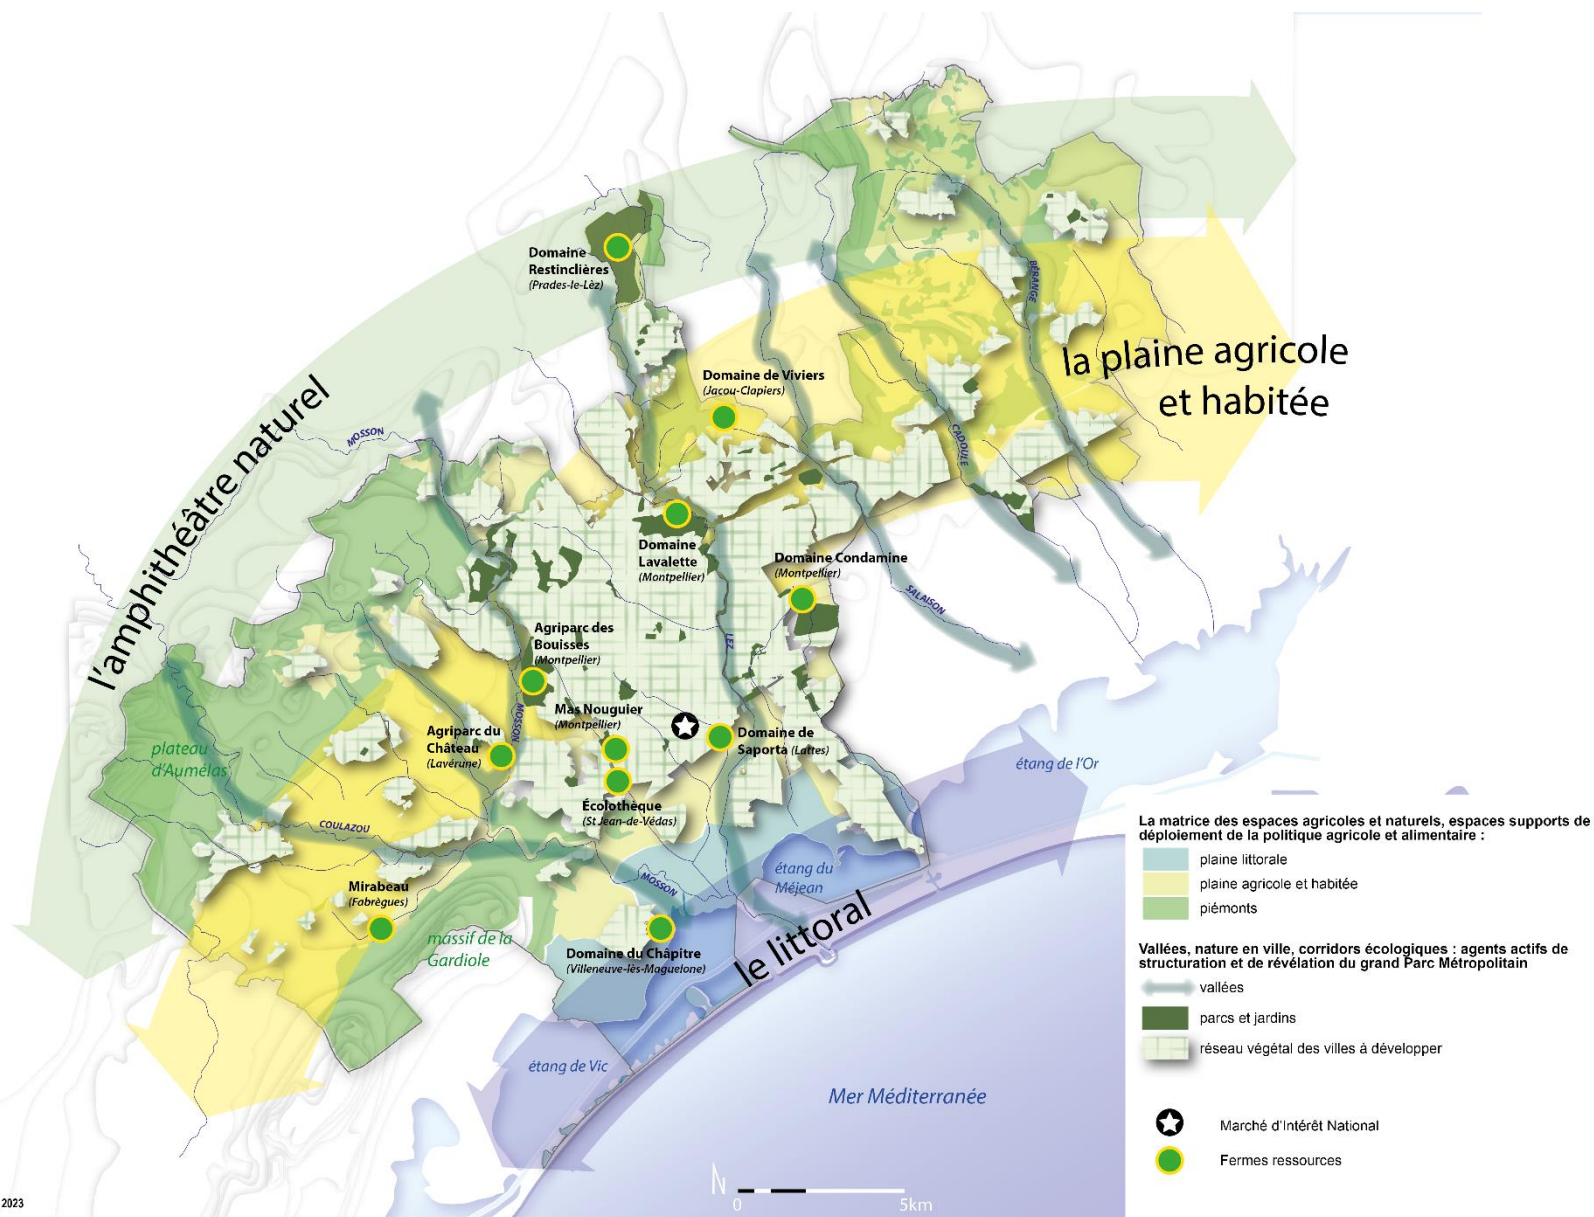 Domaine
Restinclières
(Prades-le-Lèz)
Domaine de Viviers
(Jacou-Clapiers)
la plaine agricole
et habitée
l'amphithéâtre naturel
MOSSON
BÉRANGE
CADOULE
SALAISON
LEZ
Domaine
Lavalette
(Montpellier)
Domaine Condamine
(Montpellier)
Agriparc des
Bouisses
(Montpellier)
Mas Nouguier
(Montpellier)
MOSSON
Agriparc du
Château
(Lavérune)
Domaine de
Saporta (Lattes)
plateau
d'Aumelas
Écolothèque
(St Jean-de-Védas)
COULAZOU
étang de l'Or
Mirabeau
(Fabrègues)
MOSSON
étang du
Méjean
massif de la
Gardiole
Domaine du Châpitre
(Villeneuve-lès-Maguelone)
le littoral
étang de Vic
Mer Méditerranée
La matrice des espaces agricoles et naturels, espaces supports de
déploiement de la politique agricole et alimentaire :
plaine littorale
plaine agricole et habitée
piémonts
Vallées, nature en ville, corridors écologiques : agents actifs de
structuration et de révélation du grand Parc Métropolitain
vallées
parcs et jardins
réseau végétal des villes à développer
Marché d'Intérêt National
Fermes ressources
N
0 5km
2023